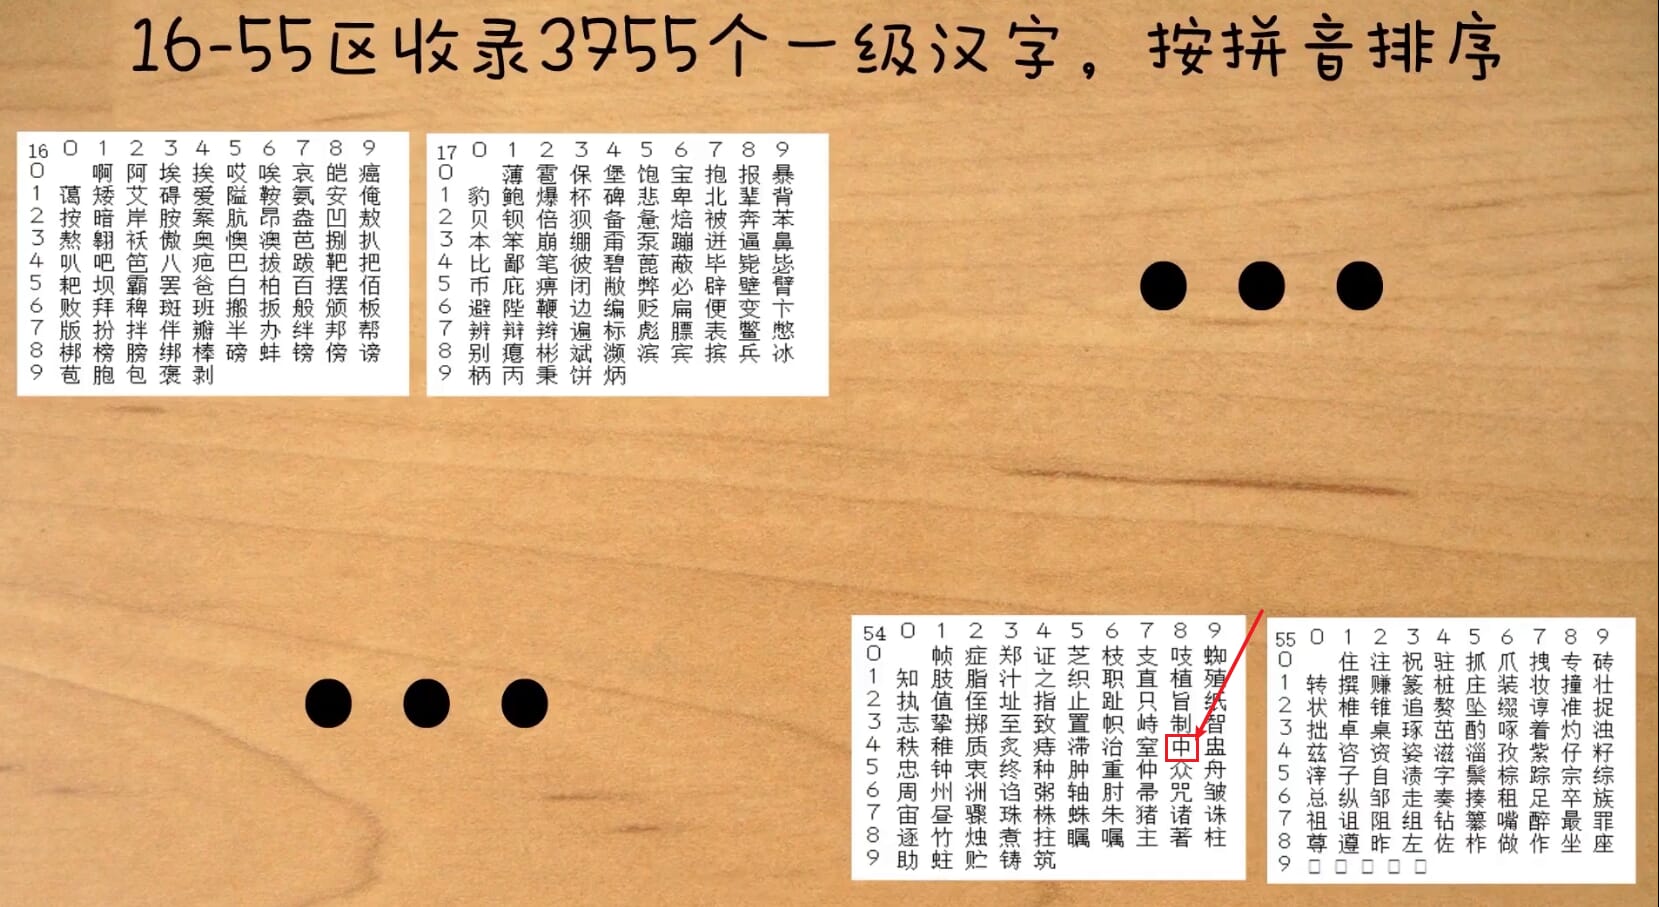 16-55区收录3755个一级汉字，按拼音排序
16 0 1 2 3 4 5 6 7 8 9
0 啊 阿 埃 挨 哎 唉 哀 皑 癌
1 蔼 矮 艾 碍 爱 隘 鞍 氨 安 俺
2 按 暗 岸 胺 案 肮 昂 盎 凹 敖
3 熬 翱 袄 傲 奥 懊 澳 芭 捌 扒
4 叭 吧 笆 八 疤 巴 拔 跋 靶 把
5 耙 坝 霸 罢 爸 白 柏 百 摆 佰
6 败 拜 稗 斑 班 搬 扳 般 颁 板
7 版 扮 拌 伴 瓣 半 办 绊 邦 帮
8 梆 榜 膀 绑 棒 磅 蚌 镑 傍 谤
9 苞 胞 包 褒 剥
17 0 1 2 3 4 5 6 7 8 9
0 薄 雹 保 堡 饱 宝 抱 报 暴
1 豹 鲍 爆 杯 碑 悲 卑 北 辈 背
2 贝 钡 倍 狈 备 惫 焙 被 奔 苯
3 本 笨 崩 绷 甭 泵 蹦 迸 逼 鼻
4 比 鄙 笔 彼 碧 蓖 蔽 毕 毙 毖
5 币 庇 痹 闭 敝 弊 必 辟 壁 臂
6 避 陛 鞭 边 编 贬 扁 便 变 卞
7 辨 辩 辫 遍 标 彪 膘 表 鳖 憋
8 别 瘪 彬 斌 濒 滨 宾 摈 兵 冰
9 柄 丙 秉 饼 炳
54 0 1 2 3 4 5 6 7 8 9
0 帧 症 郑 证 芝 枝 支 吱 蜘
1 知 肢 脂 汁 之 织 职 直 植 殖
2 执 值 侄 址 指 止 趾 只 旨 纸
3 志 挚 掷 至 致 置 帜 峙 制 智
4 秩 稚 质 炙 痔 滞 治 窒 中 盅
5 忠 钟 衷 终 种 肿 重 仲 众 舟
6 周 州 洲 诌 粥 轴 肘 帚 咒 皱
7 宙 昼 骤 珠 株 蛛 朱 猪 诸 诛
8 逐 竹 烛 煮 拄 瞩 嘱 主 著 柱
9 助 蛀 贮 铸 筑
55 0 1 2 3 4 5 6 7 8 9
0 住 注 祝 驻 抓 爪 拽 专 砖
1 转 撰 赚 篆 桩 庄 装 妆 撞 壮
2 状 椎 锥 追 赘 坠 缀 谆 准 捉
3 拙 卓 桌 琢 茁 酌 啄 着 灼 浊
4 兹 咨 资 姿 滋 淄 孜 紫 仔 籽
5 滓 子 自 渍 字 鬃 棕 踪 宗 综
6 总 纵 邹 走 奏 揍 租 足 卒 族
7 祖 诅 阻 组 钻 纂 嘴 醉 最 罪
8 尊 遵 昨 左 佐 柞 做 作 坐 座
9 □ □ □ □ □